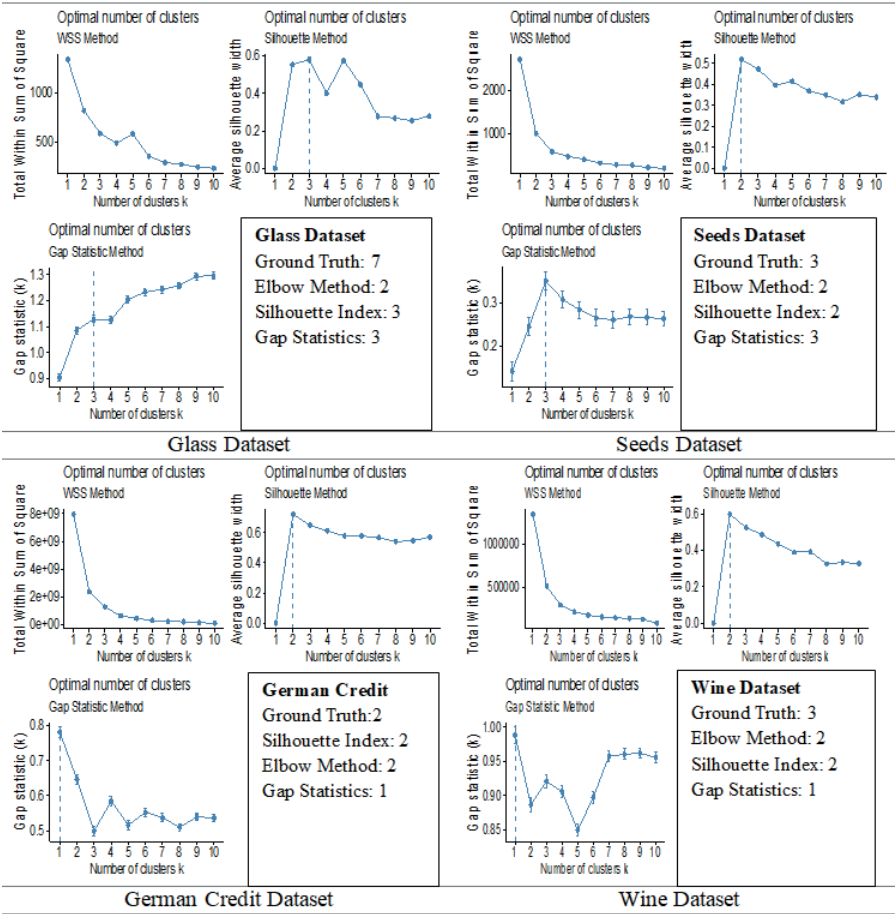 Optimal number of clusters
WSS Method
Total Within Sum of Square
1000
500
1 2 3 4 5 6 7 8 9 10
Number of clusters k
Optimal number of clusters
Silhouette Method
Average silhouette width
0.6
0.4
0.2
0.0
1 2 3 4 5 6 7 8 9 10
Number of clusters k
Optimal number of clusters
Gap Statistic Method
Gap statistic (k)
1.3
1.2
1.1
1.0
0.9
1 2 3 4 5 6 7 8 9 10
Number of clusters k
Glass Dataset
Ground Truth: 7
Elbow Method: 2
Silhouette Index: 3
Gap Statistics: 3
Glass Dataset
Optimal number of clusters
WSS Method
Total Within Sum of Square
2000
1000
1 2 3 4 5 6 7 8 9 10
Number of clusters k
Optimal number of clusters
Silhouette Method
Average silhouette width
0.5
0.4
0.3
0.2
0.1
0.0
1 2 3 4 5 6 7 8 9 10
Number of clusters k
Optimal number of clusters
Gap Statistic Method
Gap statistic (k)
0.3
0.2
1 2 3 4 5 6 7 8 9 10
Number of clusters k
Seeds Dataset
Ground Truth: 3
Elbow Method: 2
Silhouette Index: 2
Gap Statistics: 3
Seeds Dataset
Optimal number of clusters
WSS Method
Total Within Sum of Square
8e+09
6e+09
4e+09
2e+09
0e+00
1 2 3 4 5 6 7 8 9 10
Number of clusters k
Optimal number of clusters
Silhouette Method
Average silhouette width
0.6
0.4
0.2
0.0
1 2 3 4 5 6 7 8 9 10
Number of clusters k
Optimal number of clusters
Gap Statistic Method
Gap statistic (k)
0.8
0.7
0.6
0.5
1 2 3 4 5 6 7 8 9 10
Number of clusters k
German Credit
Ground Truth:2
Silhouette Index: 2
Elbow Method: 2
Gap Statistics: 1
German Credit Dataset
Optimal number of clusters
WSS Method
Total Within Sum of Square
1000000
500000
1 2 3 4 5 6 7 8 9 10
Number of clusters k
Optimal number of clusters
Silhouette Method
Average silhouette width
0.6
0.4
0.2
0.0
1 2 3 4 5 6 7 8 9 10
Number of clusters k
Optimal number of clusters
Gap Statistic Method
Gap statistic (k)
1.00
0.95
0.90
0.85
1 2 3 4 5 6 7 8 9 10
Number of clusters k
Wine Dataset
Ground Truth: 3
Elbow Method: 2
Silhouette Index: 2
Gap Statistics: 1
Wine Dataset